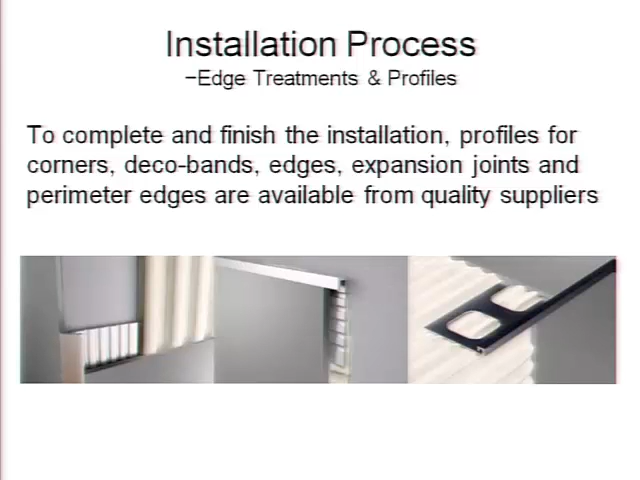 Installation Process
–Edge Treatments & Profiles
To complete and finish the installation, profiles for
corners, deco-bands, edges, expansion joints and
perimeter edges are available from quality suppliers